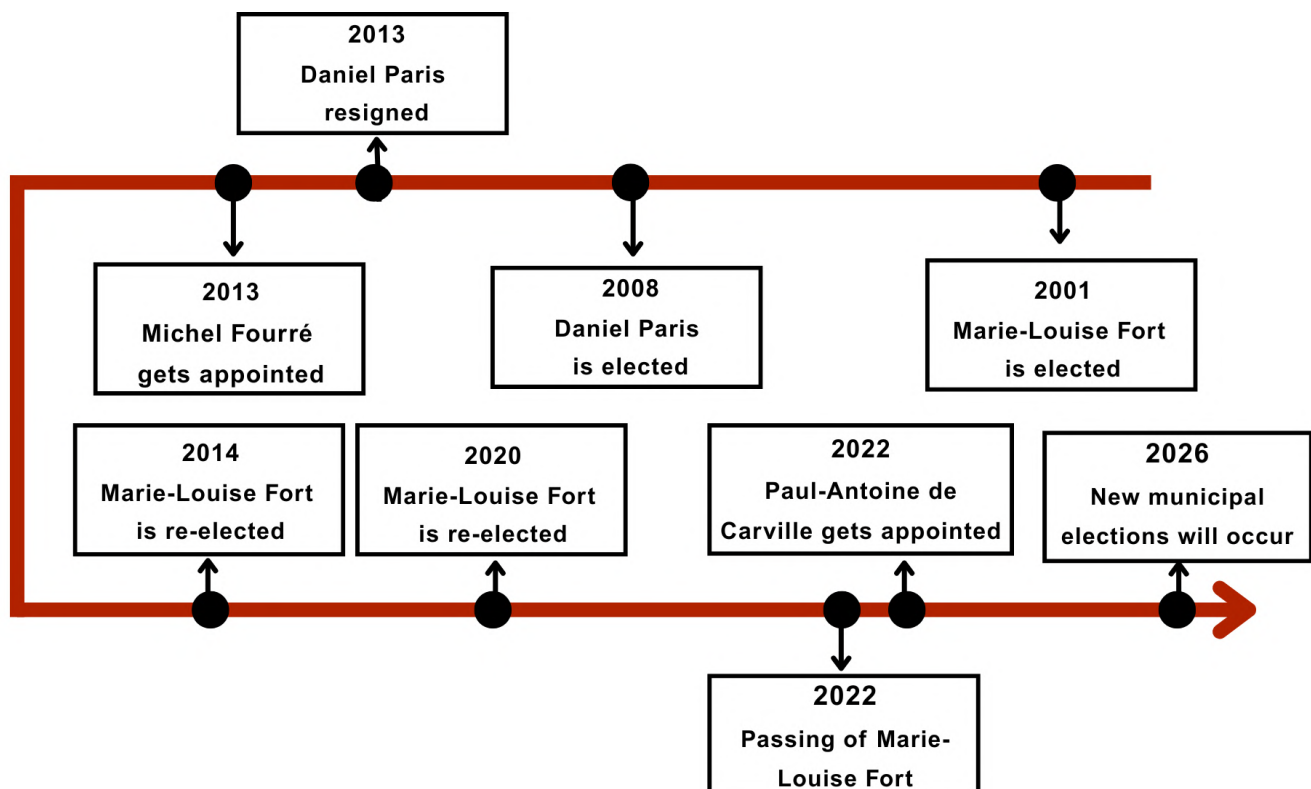 2013
Daniel Paris
resigned
2013
Michel Fourré
gets appointed
2008
Daniel Paris
is elected
2001
Marie-Louise Fort
is elected
2014
Marie-Louise Fort
is re-elected
2020
Marie-Louise Fort
is re-elected
2022
Paul-Antoine de
Carville gets appointed
2026
New municipal
elections will occur
2022
Passing of Marie-
Louise Fort